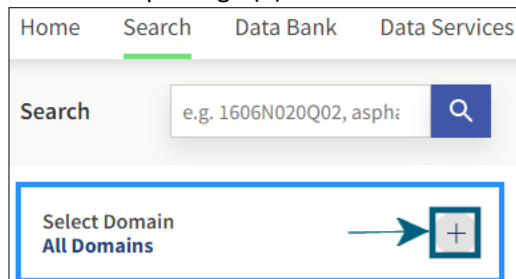 Home Search Data Bank Data Services
Search e.g. 1606N020Q02, aspha
Select Domain
All Domains
+